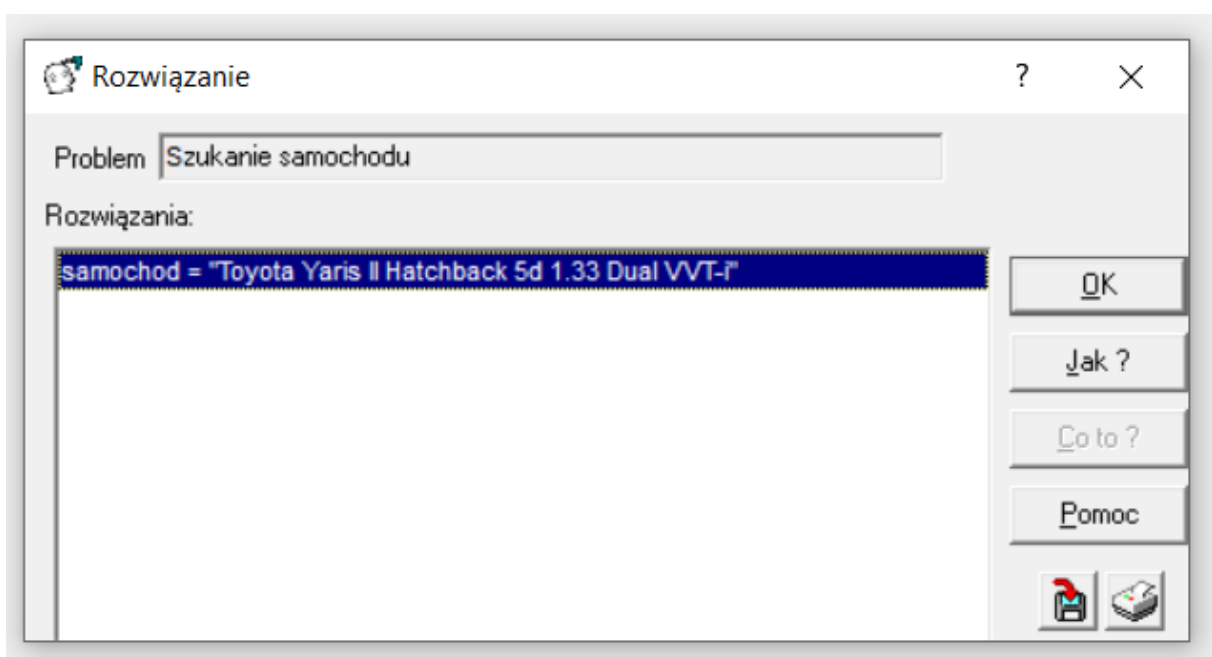 Rozwiązanie
? ×
Problem Szukanie samochodu
Rozwiązania:
samochod = "Toyota Yaris II Hatchback 5d 1.33 Dual VVT-i"
OK
Jak ?
Co to ?
Pomoc